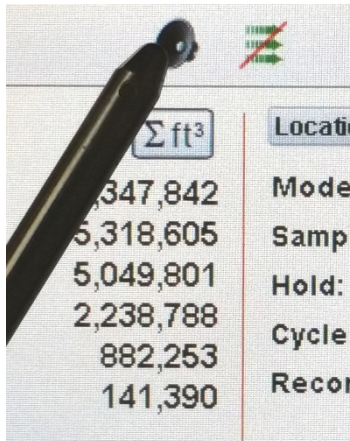 Σft³
Locati
,347,842
Mode
5,318,605
Samp
5,049,801
Hold:
2,238,788
Cycle
882,253
141,390
Recor